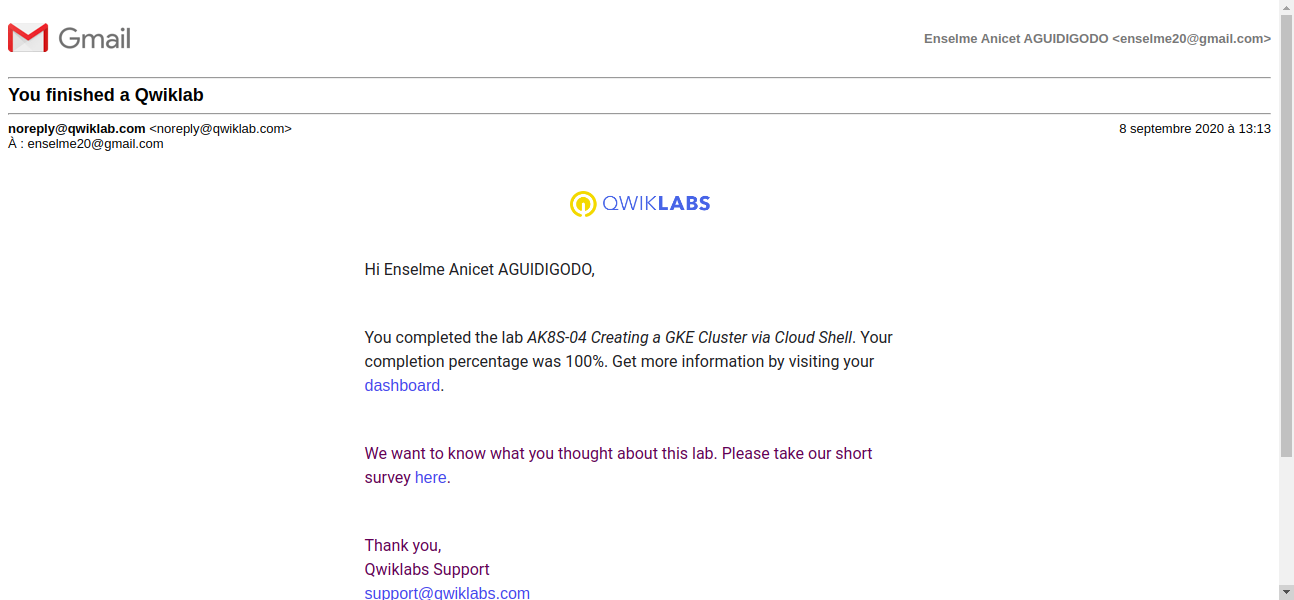 Gmail
Enselme Anicet AGUIDIGODO <enselme20@gmail.com>
You finished a Qwiklab
noreply@qwiklab.com <noreply@qwiklab.com>
8 septembre 2020 à 13:13
À : enselme20@gmail.com
QWIKLABS
Hi Enselme Anicet AGUIDIGODO,
You completed the lab AK8S-04 Creating a GKE Cluster via Cloud Shell. Your
completion percentage was 100%. Get more information by visiting your
dashboard.
We want to know what you thought about this lab. Please take our short
survey here.
Thank you,
Qwiklabs Support
support@qwiklabs.com